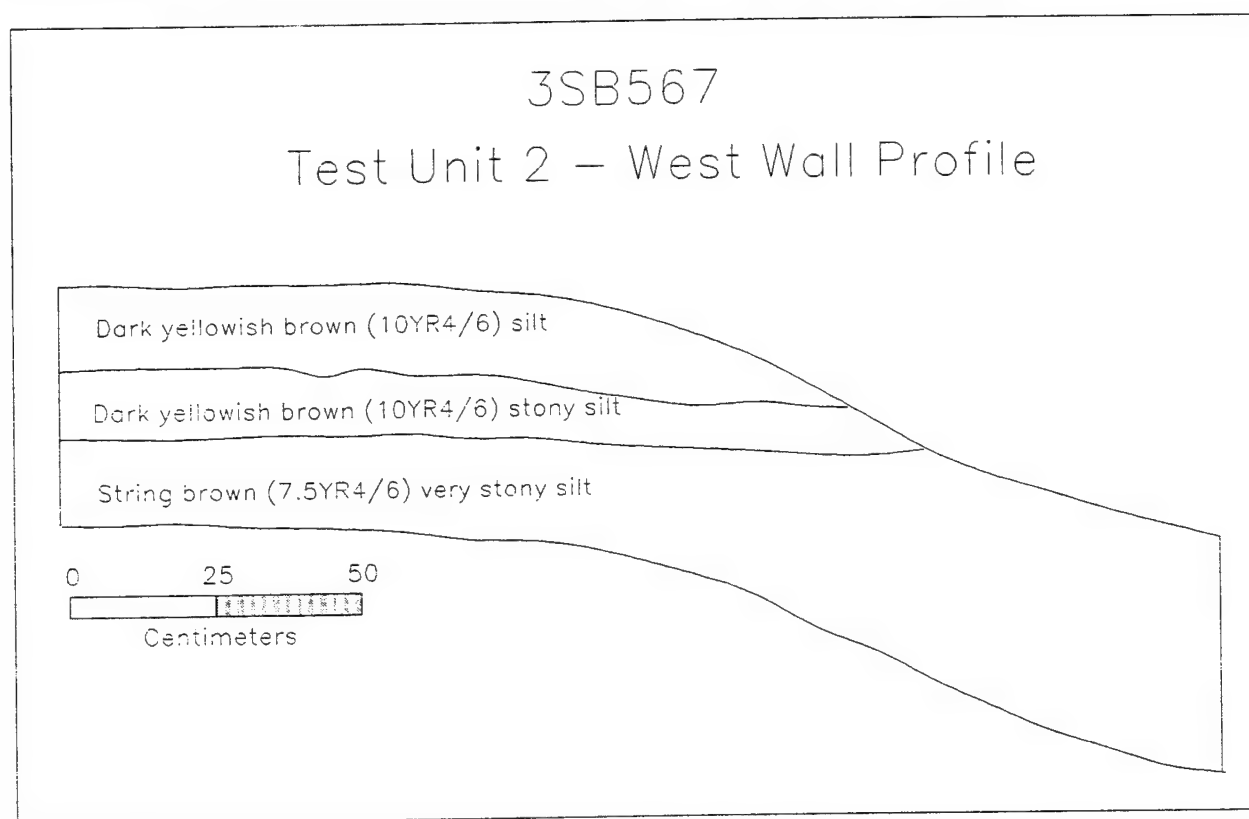 3SB567
Test Unit 2 – West Wall Profile
Dark yellowish brown (10YR4/6) silt
Dark yellowish brown (10YR4/6) stony silt
String brown (7.5YR4/6) very stony silt
0 25 50
Centimeters